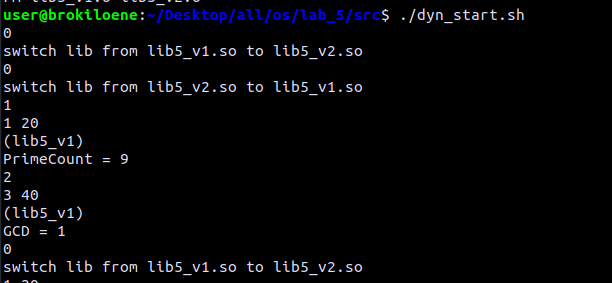 user@brokiloene:~/Desktop/all/os/lab_5/src$ ./dyn_start.sh
0
switch lib from lib5_v1.so to lib5_v2.so
0
switch lib from lib5_v2.so to lib5_v1.so
1
1 20
(lib5_v1)
PrimeCount = 9
2
3 40
(lib5_v1)
GCD = 1
0
switch lib from lib5_v1.so to lib5_v2.so